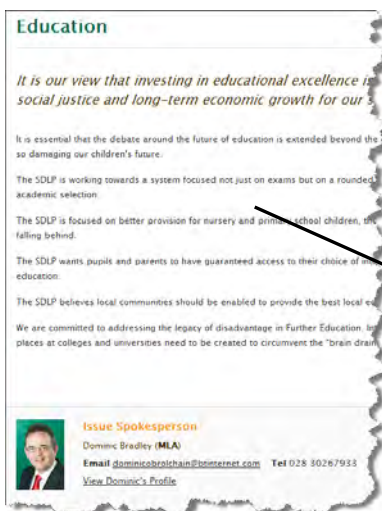 Education
It is our view that investing in educational excellence is
social justice and long-term economic growth for our s
It is essential that the debate around the future of education is extended beyond the
so damaging our children's future.
The SDLP is working towards a system focused not just on exams but on a rounded
academic selection.
The SDLP is focused on better provision for nursery and primary school children, th
falling behind.
The SDLP wants pupils and parents to have guaranteed access to their choice of
education.
The SDLP believes local communities should be enabled to provide the best local
We are committed to addressing the legacy of disadvantage in Further Education.
places at colleges and universities need to be created to circumvent the "brain drain
Issue Spokesperson
Dominic Bradley (MLA)
Email dominicobrolchain@btinternet.com Tel 028 30267933
View Dominic's Profile